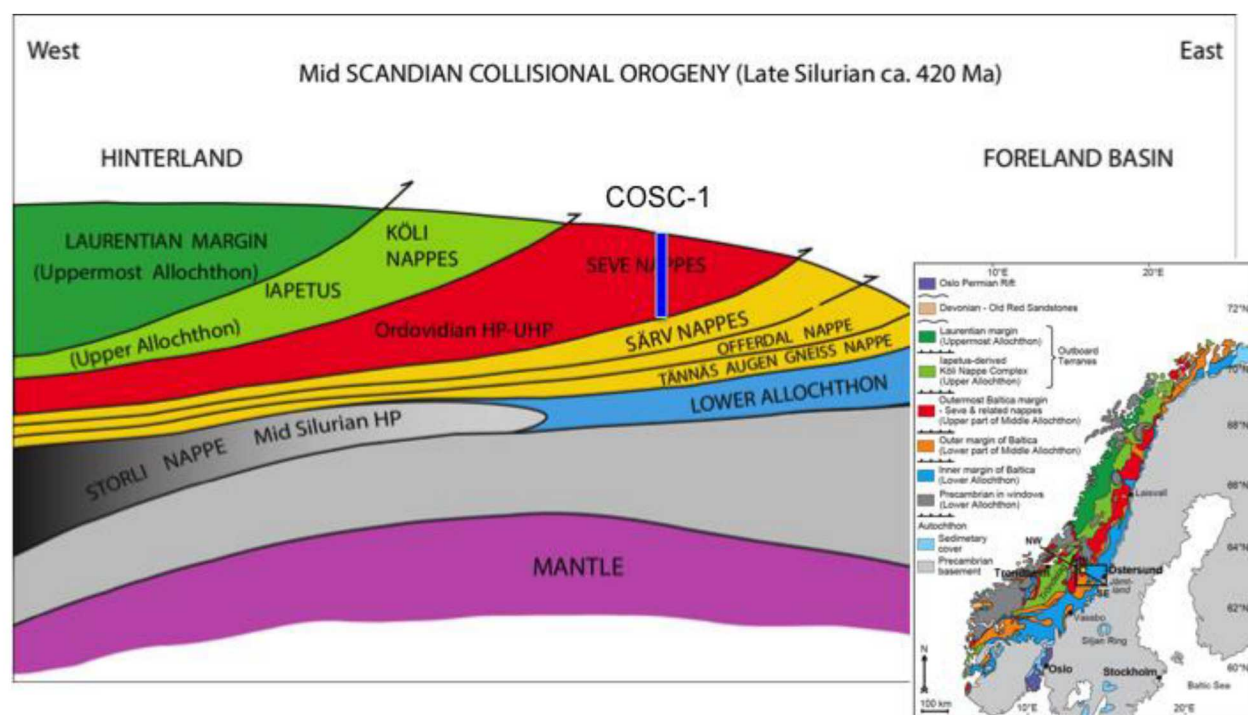 West
East
Mid SCANDIAN COLLISIONAL OROGENY (Late Silurian ca. 420 Ma)
HINTERLAND
FORELAND BASIN
COSC-1
LAURENTIAN MARGIN
(Uppermost Allochthon)
KÖLI
NAPPES
IAPETUS
(Upper Allochthon)
SEVE NAPPES
Ordovidian HP-UHP
SÄRV NAPPES
OFFERDAL NAPPE
TÄNNÄS AUGEN GNEISS NAPPE
LOWER ALLOCHTHON
Mid Silurian HP
STORLI NAPPE
MANTLE
10°E
20°E
Oslo Permian Rift
Devonian - Old Red Sandstones
72°N
Laurentian margin
(Uppermost Allochthon)
Outboard
Terranes
Iapetus-derived
Köli Nappe Complex
(Upper Allochthon)
70°N
Outermost Baltica margin
- Seve & related nappes
(Upper part of Middle Allochthon)
68°N
Outer margin of Baltica
(Lower part of Middle Allochthon)
Inner margin of Baltica
(Lower Allochthon)
66°N
Laisvall
Precambrian in windows
(Lower Allochthon)
Autochthon
Sedimetary
cover
Precambrian
basement
64°N
NW
Östersund
Jämt-
land
SE
62°N
Vassbo
Siljan Ring
N
Oslo
Stockholm
60°N
Baltic Sea
100 km
10°E
20°E